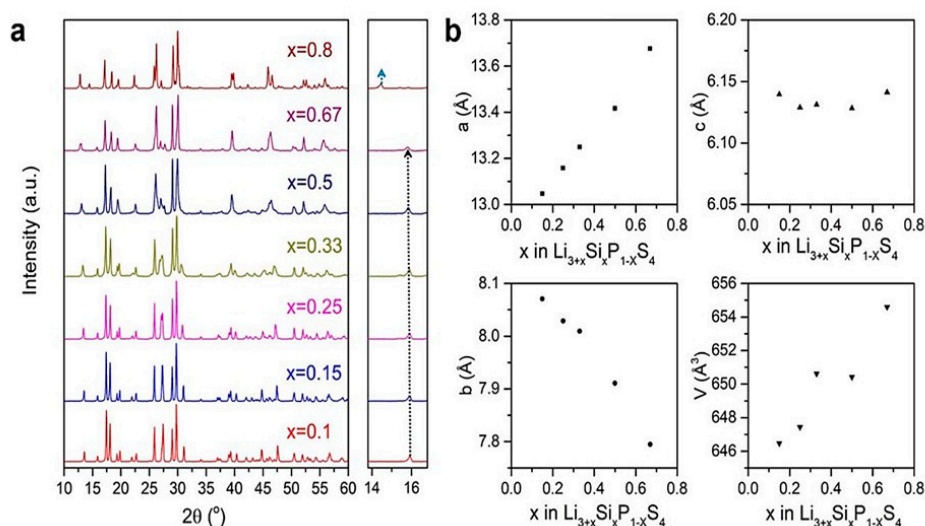 a
x=0.8
x=0.67
x=0.5
x=0.33
x=0.25
x=0.15
x=0.1
Intensity (a.u.)
10 15 20 25 30 35 40 45 50 55 60
14 16
2θ (°)
b
13.8
13.6
13.4
13.2
13.0
a (Å)
0.0 0.2 0.4 0.6 0.8
x in Li3+xSixP1-XS4
6.20
6.15
6.10
6.05
c (Å)
0.0 0.2 0.4 0.6 0.8
x in Li3+xSixP1-XS4
8.1
8.0
7.9
7.8
b (Å)
0.0 0.2 0.4 0.6 0.8
x in Li3+xSixP1-XS4
656
654
652
650
648
646
V (Å3)
0.0 0.2 0.4 0.6 0.8
x in Li3+xSixP1-XS4